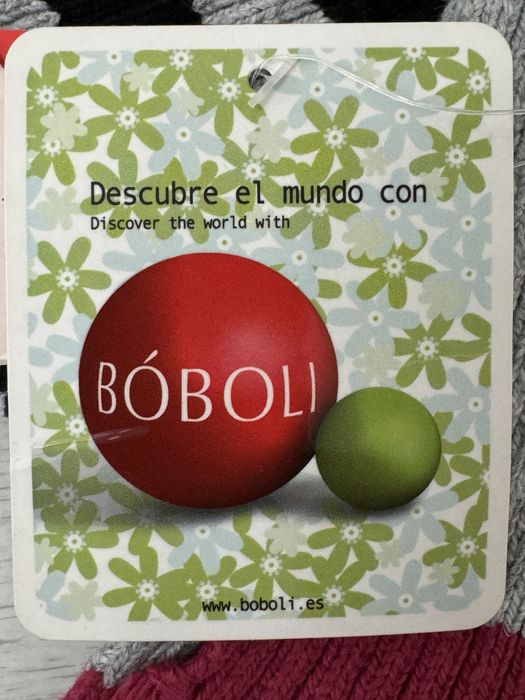 Descubre el mundo con
Discover the world with
BÓBOLI
www.boboli.es